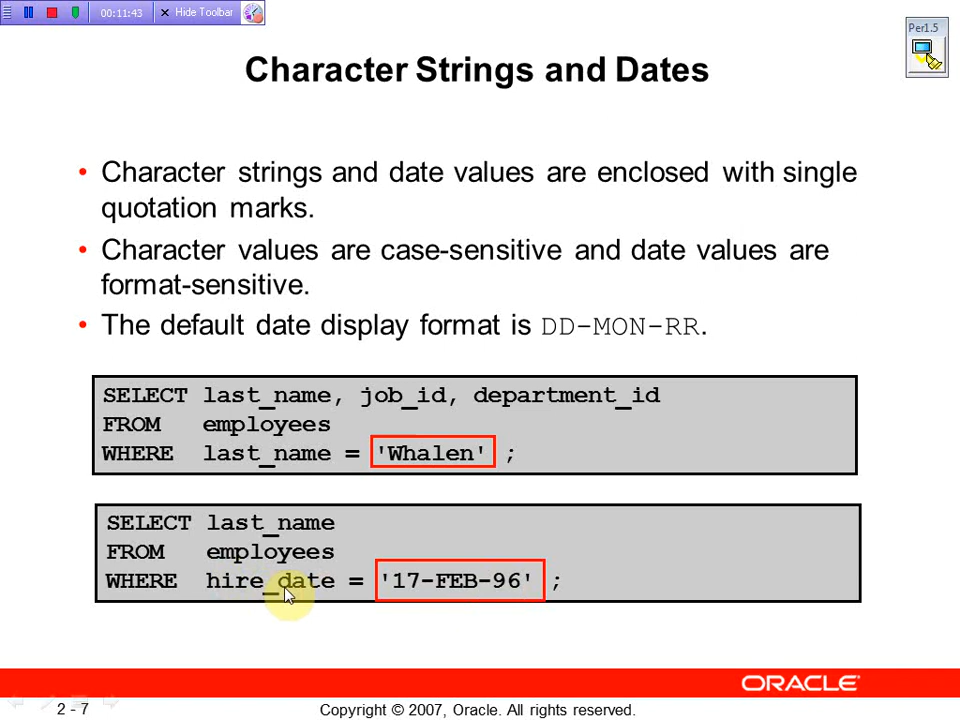 00:11:43 Hide Toolbar
Per1.5
Character Strings and Dates
• Character strings and date values are enclosed with single
quotation marks.
• Character values are case-sensitive and date values are
format-sensitive.
• The default date display format is DD-MON-RR.
SELECT last_name, job_id, department_id
FROM employees
WHERE last_name = 'Whalen' ;
SELECT last_name
FROM employees
WHERE hire_date = '17-FEB-96' ;
ORACLE
2 - 7
Copyright © 2007, Oracle. All rights reserved.